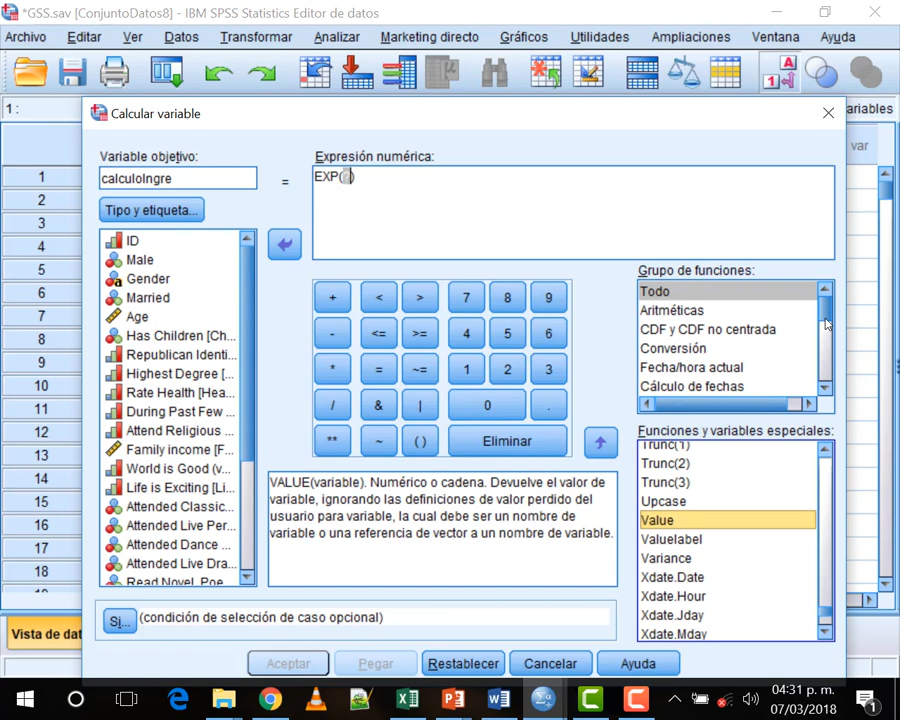 *GSS.sav [ConjuntoDatos8] - IBM SPSS Statistics Editor de datos
Archivo Editar Ver Datos Transformar Analizar Marketing directo Gráficos Utilidades Ampliaciones Ventana Ayuda
1 :
ariables
var
Calcular variable
Variable objetivo:
calculoIngre
=
Expresión numérica:
EXP(?)
Tipo y etiqueta...
1
2
3
4
5
6
7
8
9
10
11
12
13
14
15
16
17
18
ID
Male
Gender
Married
Age
Has Children [Ch...
Republican Identi...
Highest Degree [...
Rate Health [Hea...
During Past Few ...
Attend Religious ...
Family income [F...
World is Good (v...
Life is Exciting [Li...
Attended Classic...
Attended Live Per...
Attended Dance ...
Attended Live Dra...
Read Novel, Poe...
+ < > 7 8 9
- <= >= 4 5 6
* = ~= 1 2 3
/ & | 0 .
** ~ ( ) Eliminar
Grupo de funciones:
Todo
Aritméticas
CDF y CDF no centrada
Conversión
Fecha/hora actual
Cálculo de fechas
Funciones y variables especiales:
Trunc(1)
Trunc(2)
Trunc(3)
Upcase
Value
Valuelabel
Variance
Xdate.Date
Xdate.Hour
Xdate.Jday
Xdate.Mday
VALUE(variable). Numérico o cadena. Devuelve el valor de
variable, ignorando las definiciones de valor perdido del
usuario para variable, la cual debe ser un nombre de
variable o una referencia de vector a un nombre de variable.
Si... (condición de selección de caso opcional)
Vista de dat
Aceptar Pegar Restablecer Cancelar Ayuda
04:31 p. m.
07/03/2018
1